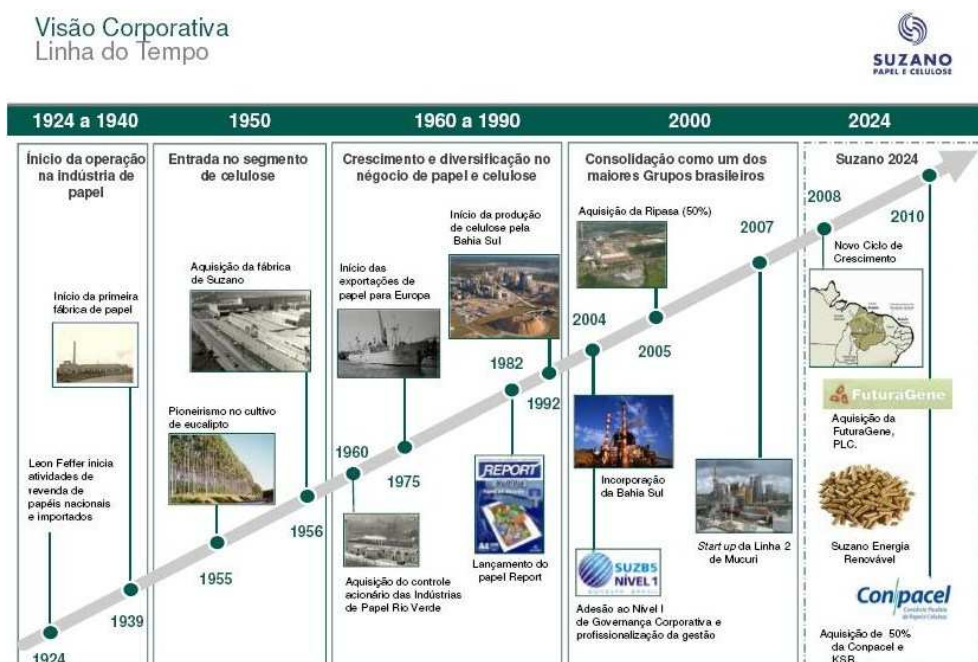 Visão Corporativa
Linha do Tempo
SUZANO
PAPEL E CELULOSE
1924 a 1940
1950
1960 a 1990
2000
2024
Ínicio da operação
na indústria de
papel
Entrada no segmento
de celulose
Crescimento e diversificação no
négocio de papel e celulose
Consolidação como um dos
maiores Grupos brasileiros
Suzano 2024
Início da primeira
fábrica de papel
Leon Feffer inicia
atividades de
revenda de
papéis nacionais
e importados
1924
1939
Aquisição da fábrica
de Suzano
Pioneirismo no cultivo
de eucalipto
1955
1956
Início das
exportações de
papel para Europa
Início da produção
de celulose pela
Bahia Sul
1960
1975
1982
1992
Aquisição do controle
acionário das Indústrias
de Papel Rio Verde
REPORT
A4
Lançamento do
papel Report
Aquisição da Ripasa (50%)
2004
2005
2007
Incorporação
da Bahia Sul
SUZB5
NÍVEL 1
Adesão ao Nível I
de Governança Corporativa e
profissionalização da gestão
Start up da Linha 2
de Mucuri
2008
2010
Novo Ciclo de
Crescimento
FuturaGene
Aquisição da
FuturaGene,
PLC.
Suzano Energia
Renovável
Conpacel
Aquisição de 50%
da Conpacel e
KSR